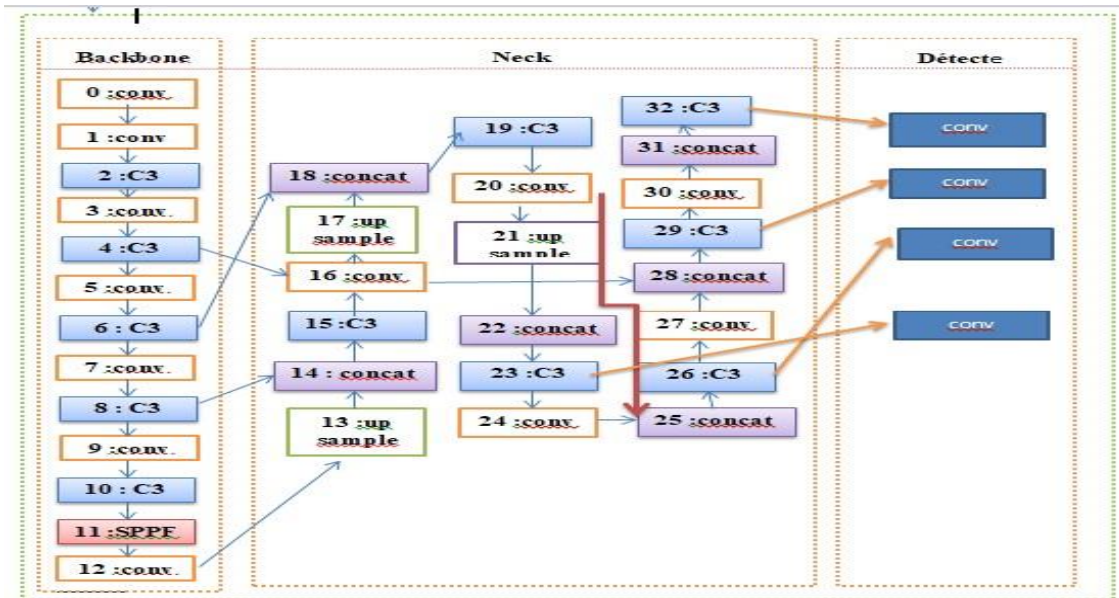 Backbone
0 :conv.
1 :conv
2 :C3
3 :conv.
4 :C3
5 :conv.
6 : C3
7 :conv.
8 : C3
9 :conv.
10 : C3
11 :SPPF
12 :conv.
Neck
18 :concat
17 :up
sample
16 :conv.
15 :C3
14 : concat
13 :up
sample
19 :C3
20 :conv.
21 :up
sample
22 :concat
23 :C3
24 :conv
32 :C3
31 :concat
30 :conv.
29 :C3
28 :concat
27 :conv.
26 :C3
25 :concat
Détecte
conv
conv
conv
conv